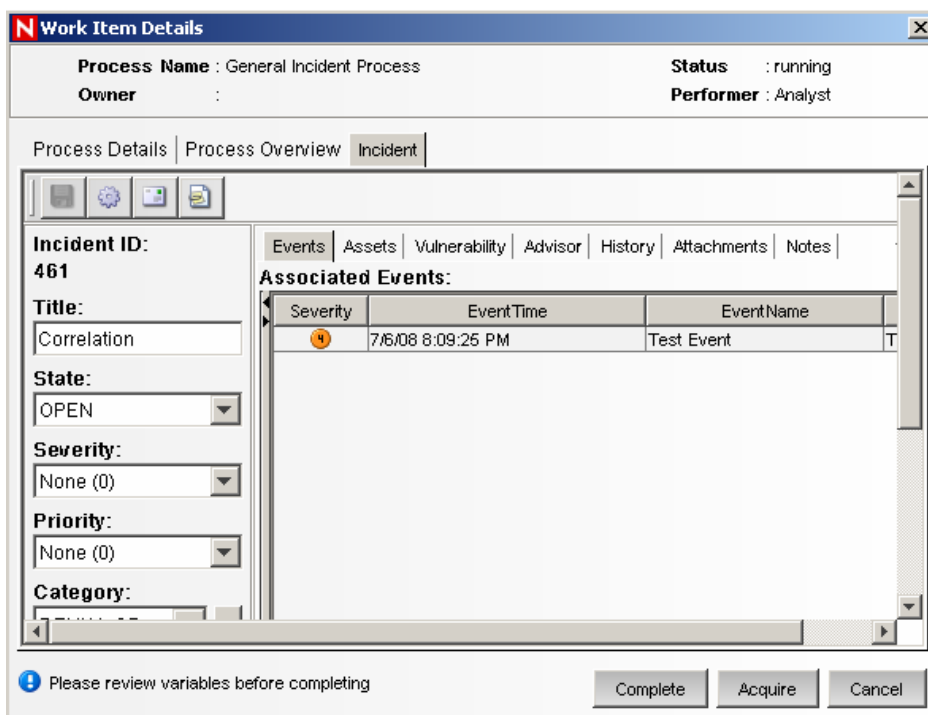 N Work Item Details
Process Name : General Incident Process
Status : running
Owner :
Performer : Analyst
Process Details
Process Overview
Incident
Incident ID:
461
Title:
Correlation
State:
OPEN
Severity:
None (0)
Priority:
None (0)
Category:
Events
Assets
Vulnerability
Advisor
History
Attachments
Notes
Associated Events:
Severity
EventTime
EventName
4
7/6/08 8:09:25 PM
Test Event
T
Please review variables before completing
Complete
Acquire
Cancel